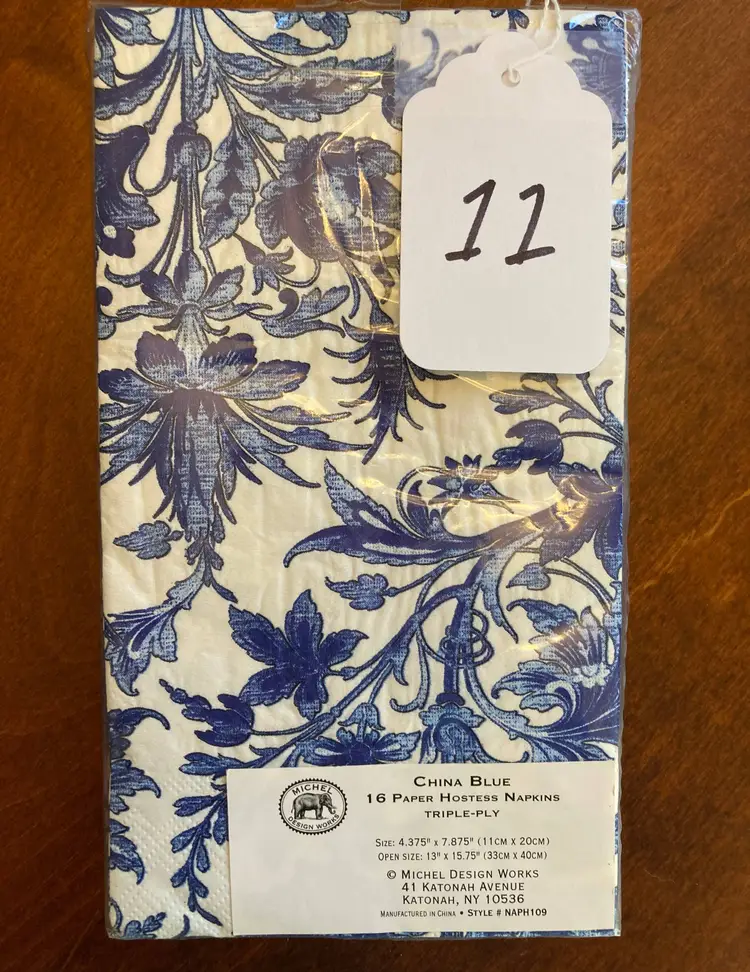 11
MICHEL
DESIGN WORKS
CHINA BLUE
16 PAPER HOSTESS NAPKINS
TRIPLE-PLY
SIZE: 4.375" X 7.875" (11CM X 20CM)
OPEN SIZE: 13" X 15.75" (33CM X 40CM)
© MICHEL DESIGN WORKS
41 KATONAH AVENUE
KATONAH, NY 10536
MANUFACTURED IN CHINA • STYLE # NAPH109